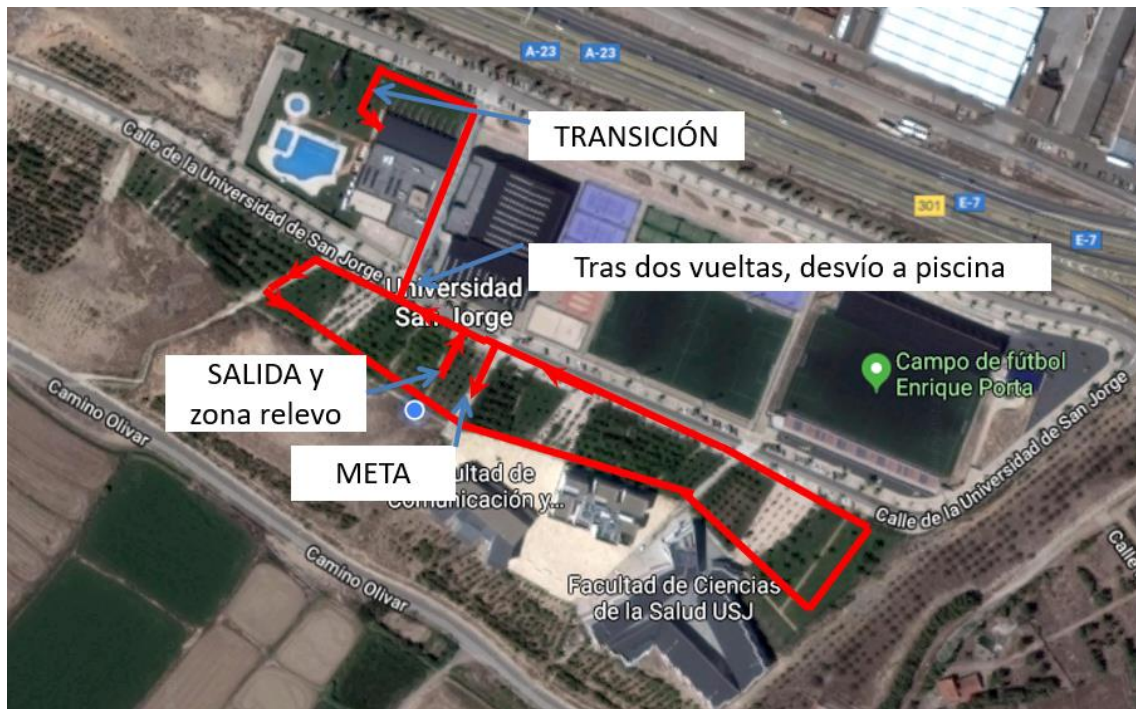 A-23
A-23
TRANSICIÓN
Calle de la Universidad de San Jorge
301
E-7
E-7
Tras dos vueltas, desvío a piscina
Universidad
San Jorge
SALIDA y
zona relevo
Campo de fútbol
Enrique Porta
Camino Olivar
META
ultad de
Comunicación y...
Calle de la Universidad de San Jorge
Calle
Facultad de Ciencias
de la Salud USJ
Camino Olivar